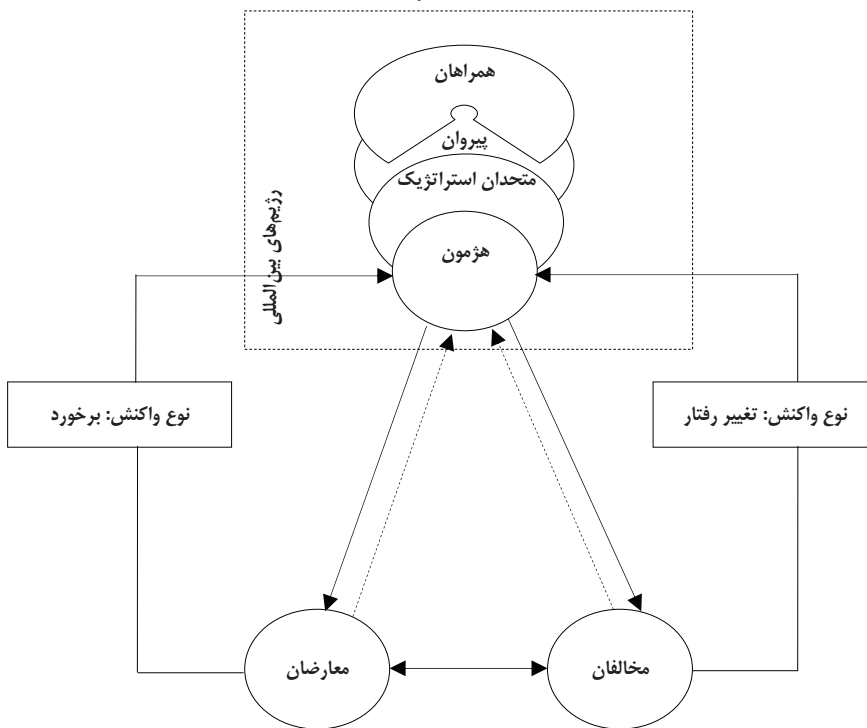 همراهان
پیروان
متحدان استراتژیک
هژمون
رژیم‌های بین‌المللی
نوع واکنش: تغییر رفتار
نوع واکنش: برخورد
مخالفان
معارضان